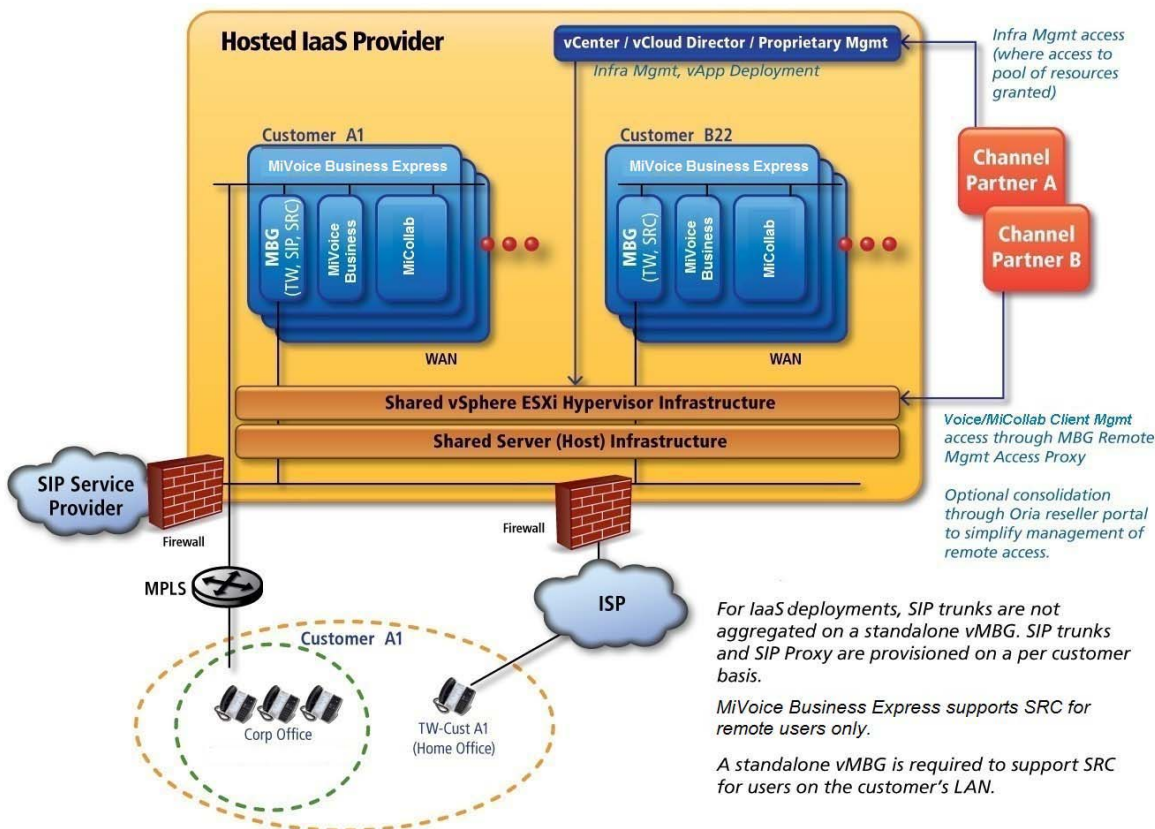 Hosted IaaS Provider
vCenter / vCloud Director / Proprietary Mgmt
Infra Mgmt, vApp Deployment
Infra Mgmt access
(where access to
pool of resources
granted)
Customer A1
MiVoice Business Express
MBG
(TW, SIP, SRC)
MiVoice
Business
MiCollab
WAN
Customer B22
MiVoice Business Express
MBG
(TW, SRC)
MiVoice
Business
MiCollab
WAN
Channel
Partner A
Channel
Partner B
Shared vSphere ESXi Hypervisor Infrastructure
Shared Server (Host) Infrastructure
Voice/MiCollab Client Mgmt
access through MBG Remote
Mgmt Access Proxy
Optional consolidation
through Oria reseller portal
to simplify management of
remote access.
SIP Service
Provider
Firewall
Firewall
MPLS
ISP
Customer A1
Corp Office
TW-Cust A1
(Home Office)
For IaaS deployments, SIP trunks are not
aggregated on a standalone vMBG. SIP trunks
and SIP Proxy are provisioned on a per customer
basis.
MiVoice Business Express supports SRC for
remote users only.
A standalone vMBG is required to support SRC
for users on the customer's LAN.